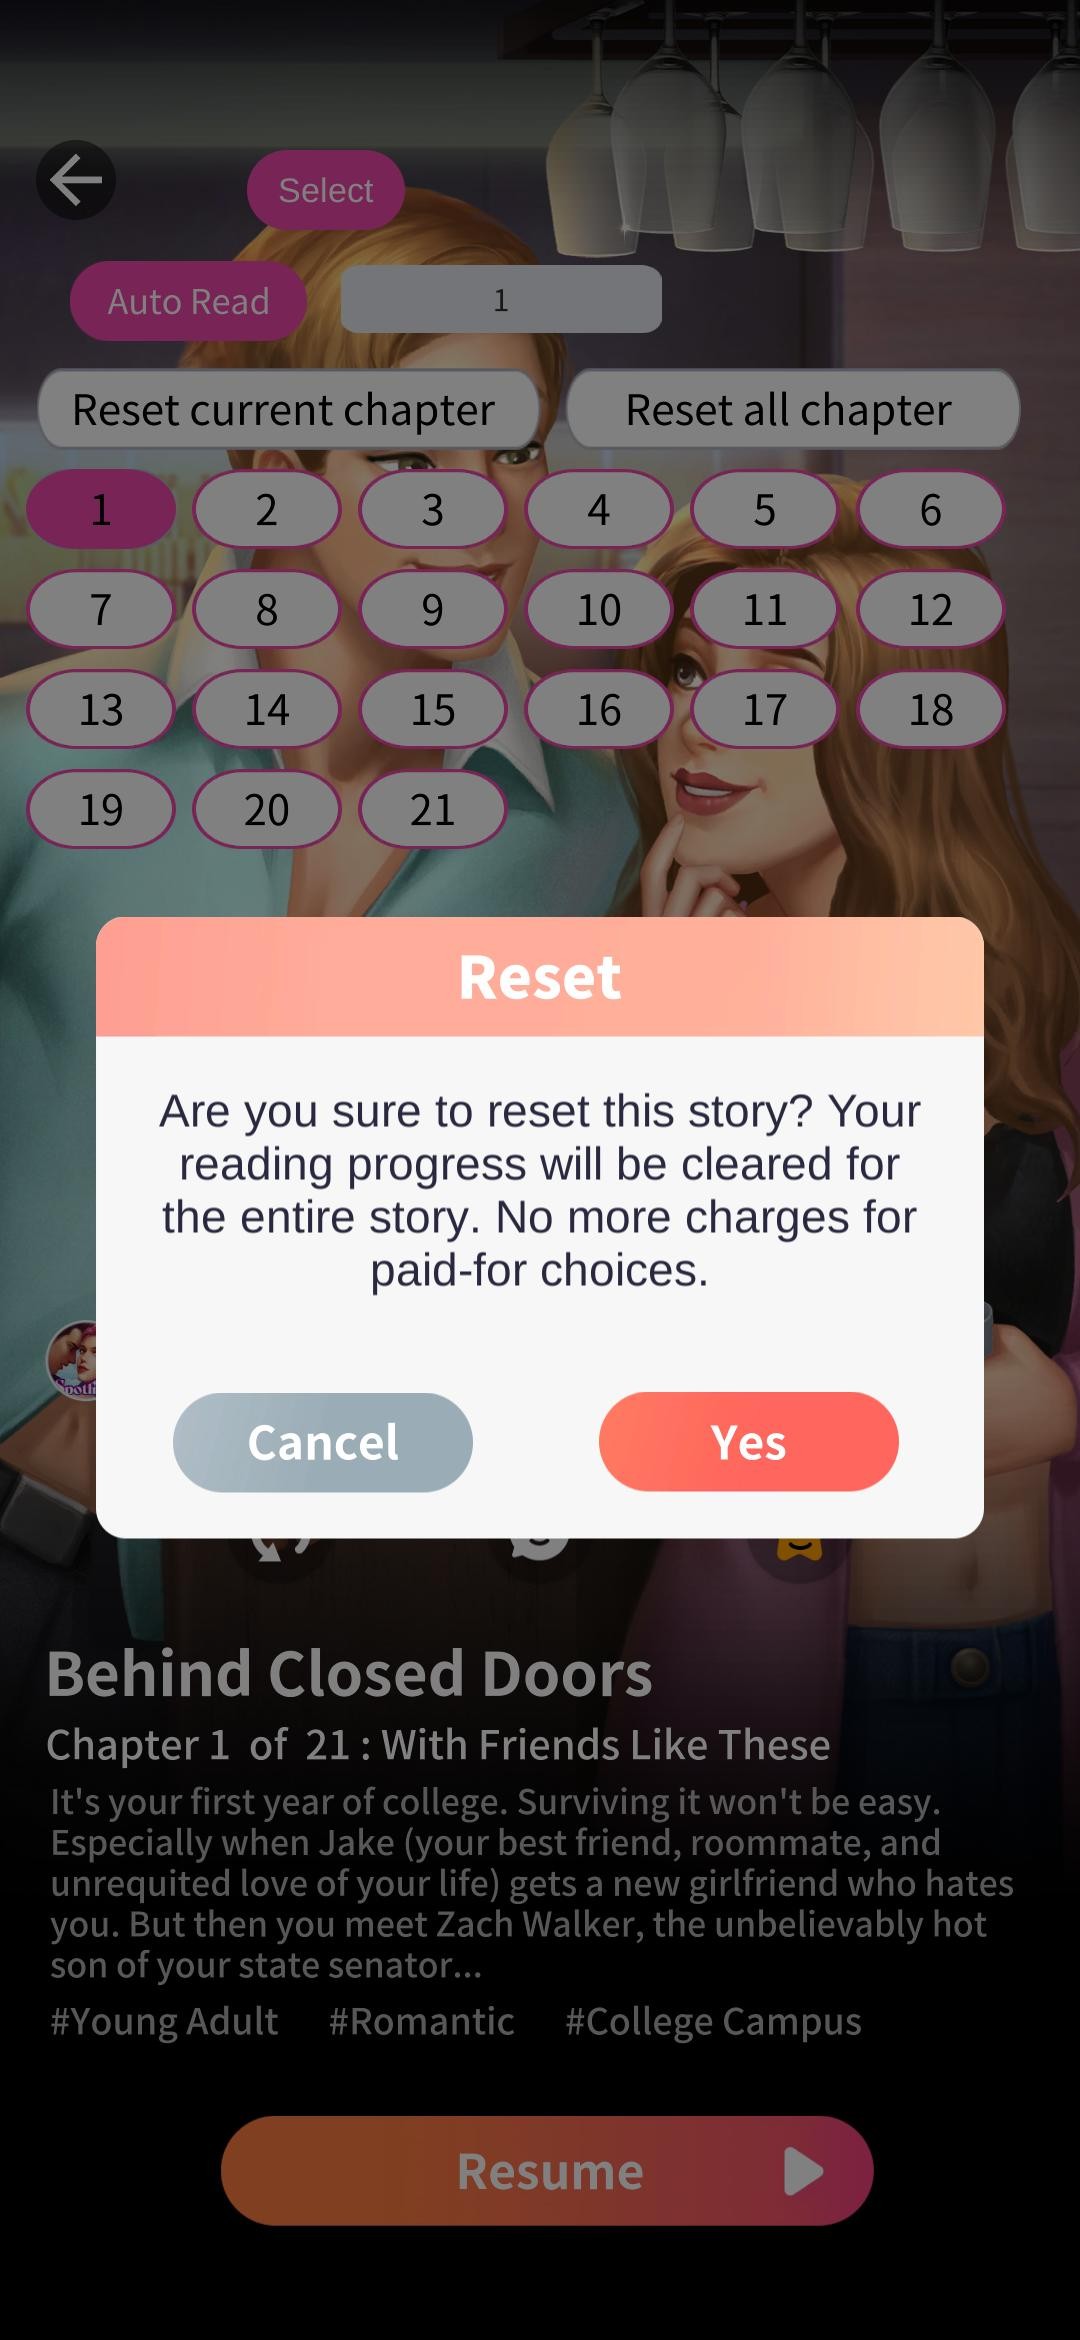 Select
Auto Read
1
Reset current chapter
Reset all chapter
1 2 3 4 5 6
7 8 9 10 11 12
13 14 15 16 17 18
19 20 21
Reset
Are you sure to reset this story? Your
reading progress will be cleared for
the entire story. No more charges for
paid-for choices.
Cancel
Yes
Behind Closed Doors
Chapter 1 of 21 : With Friends Like These
It's your first year of college. Surviving it won't be easy.
Especially when Jake (your best friend, roommate, and
unrequited love of your life) gets a new girlfriend who hates
you. But then you meet Zach Walker, the unbelievably hot
son of your state senator...
#Young Adult #Romantic #College Campus
Resume